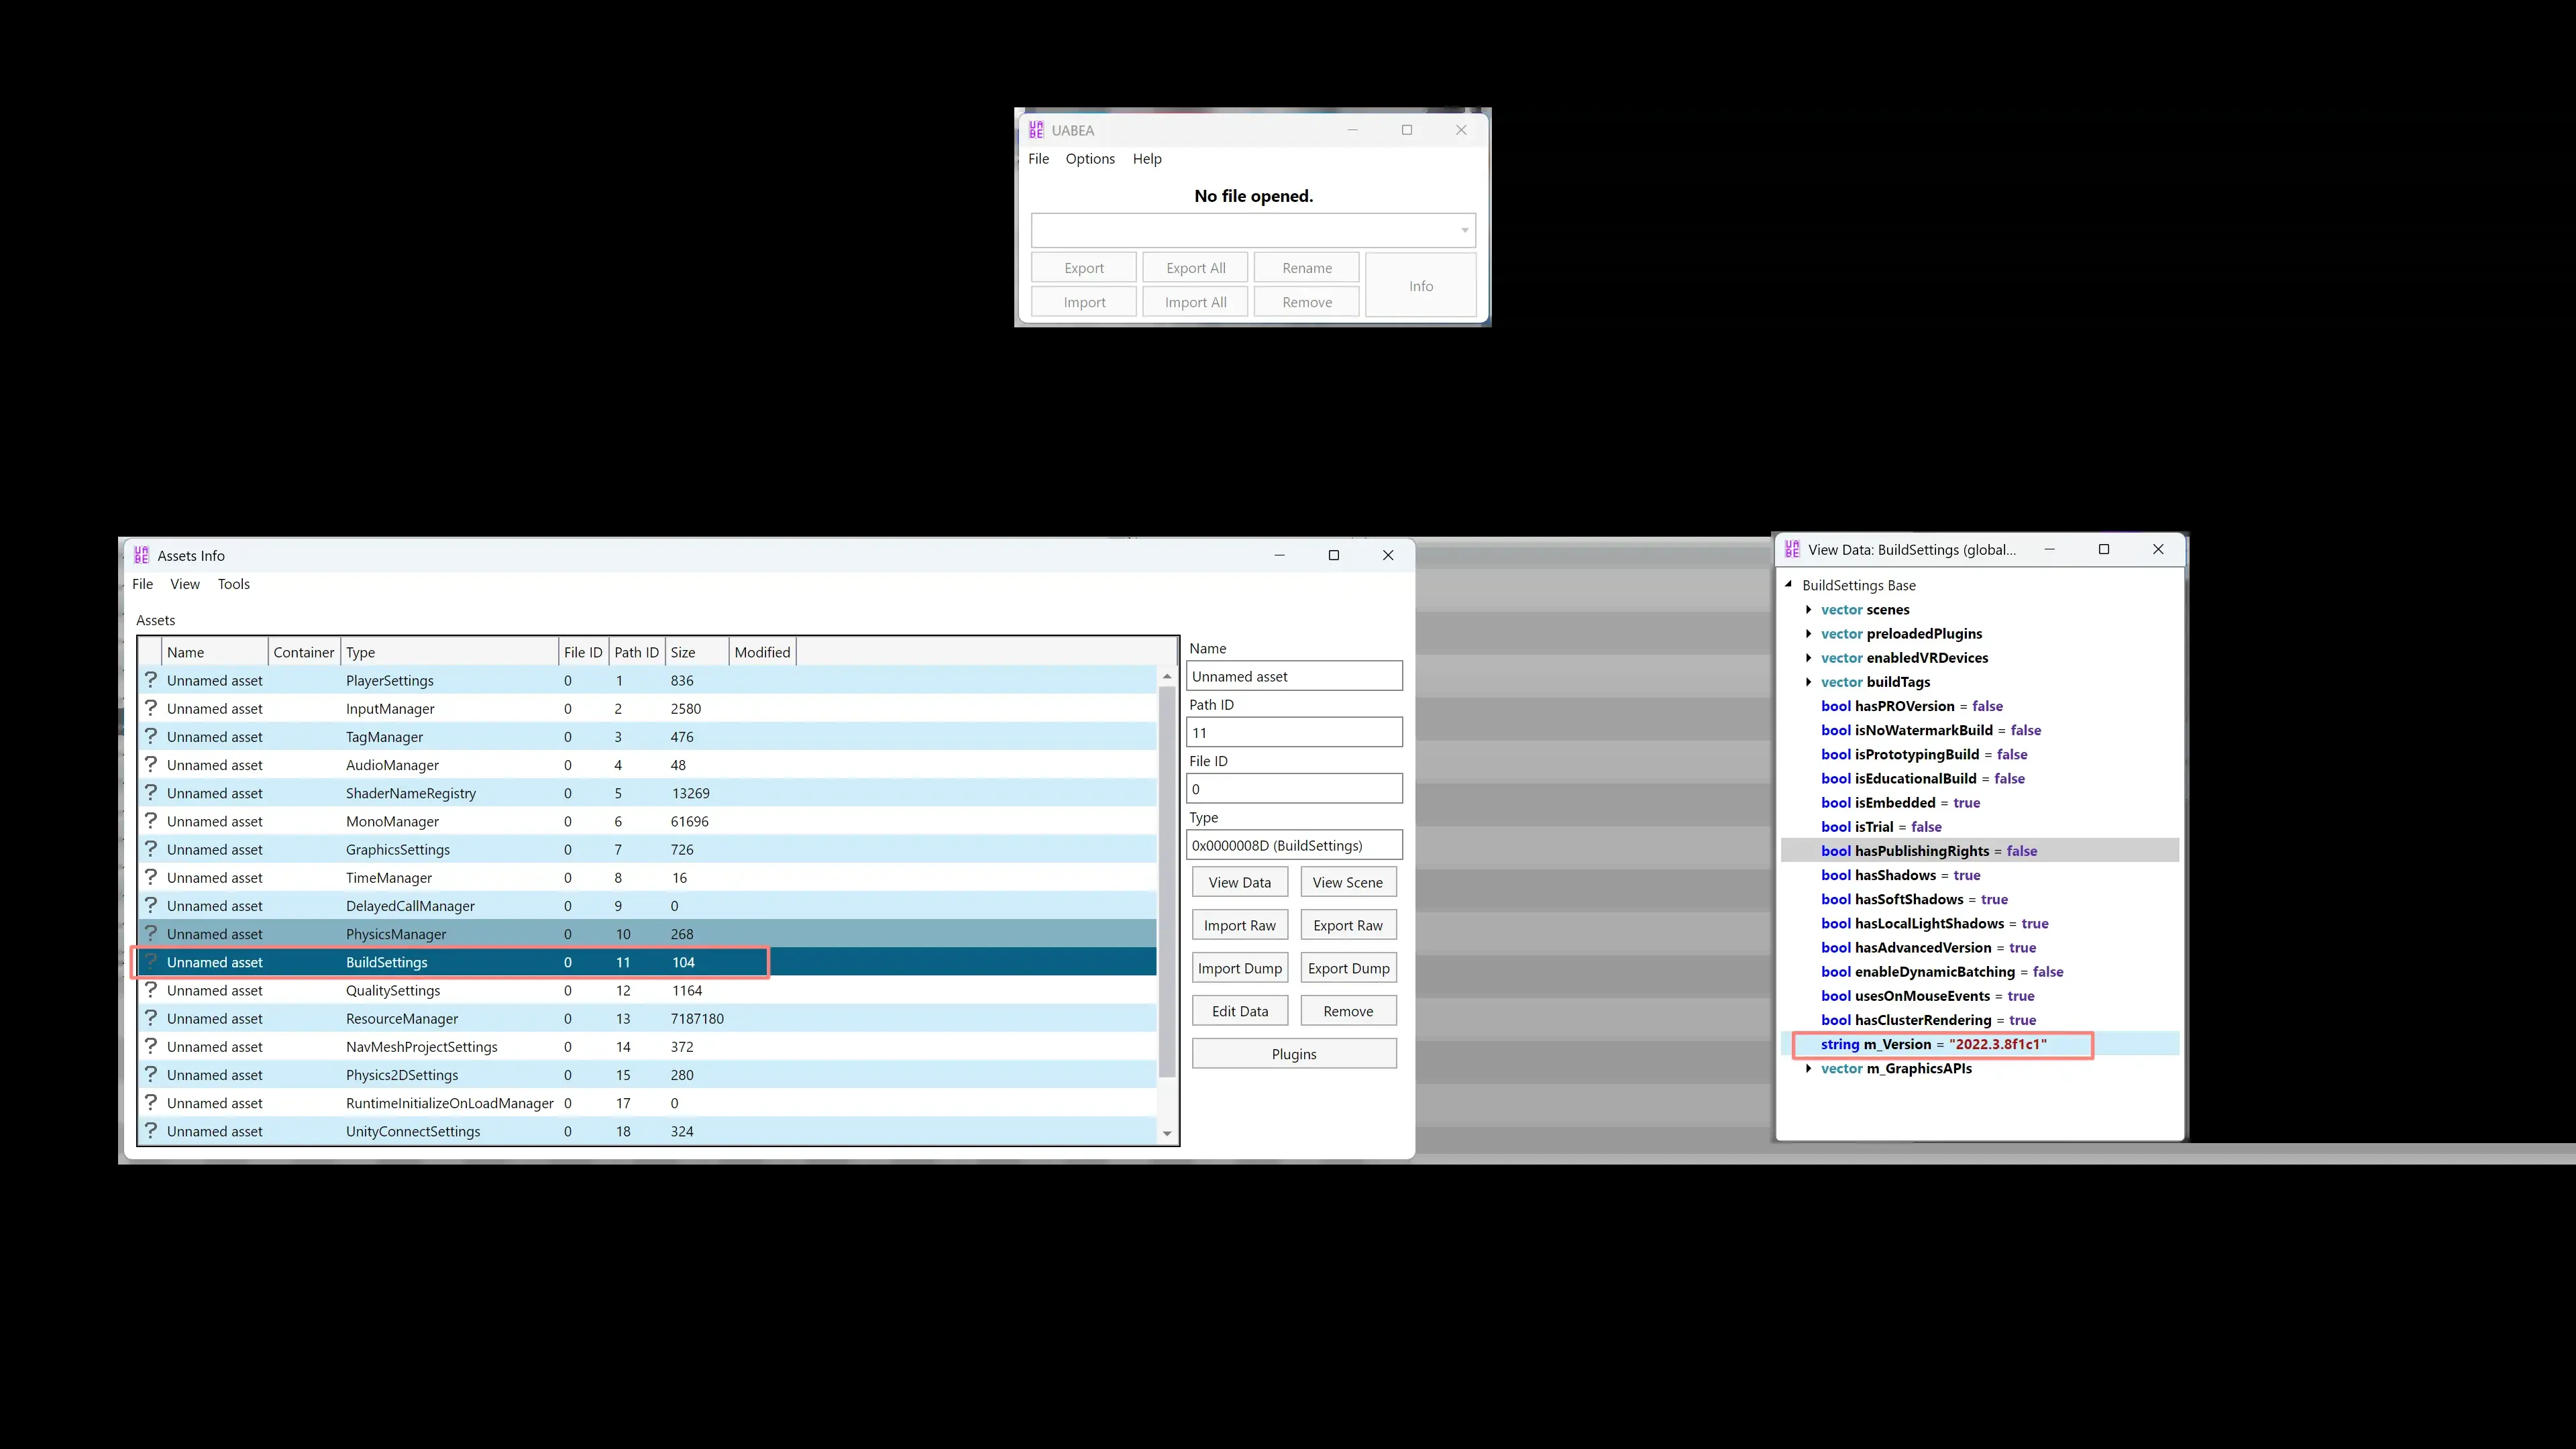 UABEA
File Options Help
No file opened.
Export Export All Rename Info
Import Import All Remove
Assets Info
File View Tools
Assets
Name Container Type File ID Path ID Size Modified
? Unnamed asset PlayerSettings 0 1 836
? Unnamed asset InputManager 0 2 2580
? Unnamed asset TagManager 0 3 476
? Unnamed asset AudioManager 0 4 48
? Unnamed asset ShaderNameRegistry 0 5 13269
? Unnamed asset MonoManager 0 6 61696
? Unnamed asset GraphicsSettings 0 7 726
? Unnamed asset TimeManager 0 8 16
? Unnamed asset DelayedCallManager 0 9 0
? Unnamed asset PhysicsManager 0 10 268
? Unnamed asset BuildSettings 0 11 104
? Unnamed asset QualitySettings 0 12 1164
? Unnamed asset ResourceManager 0 13 7187180
? Unnamed asset NavMeshProjectSettings 0 14 372
? Unnamed asset Physics2DSettings 0 15 280
? Unnamed asset RuntimeInitializeOnLoadManager 0 17 0
? Unnamed asset UnityConnectSettings 0 18 324
Name
Unnamed asset
Path ID
11
File ID
0
Type
0x0000008D (BuildSettings)
View Data View Scene
Import Raw Export Raw
Import Dump Export Dump
Edit Data Remove
Plugins
View Data: BuildSettings (global...
BuildSettings Base
vector scenes
vector preloadedPlugins
vector enabledVRDevices
vector buildTags
bool hasPROVersion = false
bool isNoWatermarkBuild = false
bool isPrototypingBuild = false
bool isEducationalBuild = false
bool isEmbedded = true
bool isTrial = false
bool hasPublishingRights = false
bool hasShadows = true
bool hasSoftShadows = true
bool hasLocalLightShadows = true
bool hasAdvancedVersion = true
bool enableDynamicBatching = false
bool usesOnMouseEvents = true
bool hasClusterRendering = true
string m_Version = "2022.3.8f1c1"
vector m_GraphicsAPIs